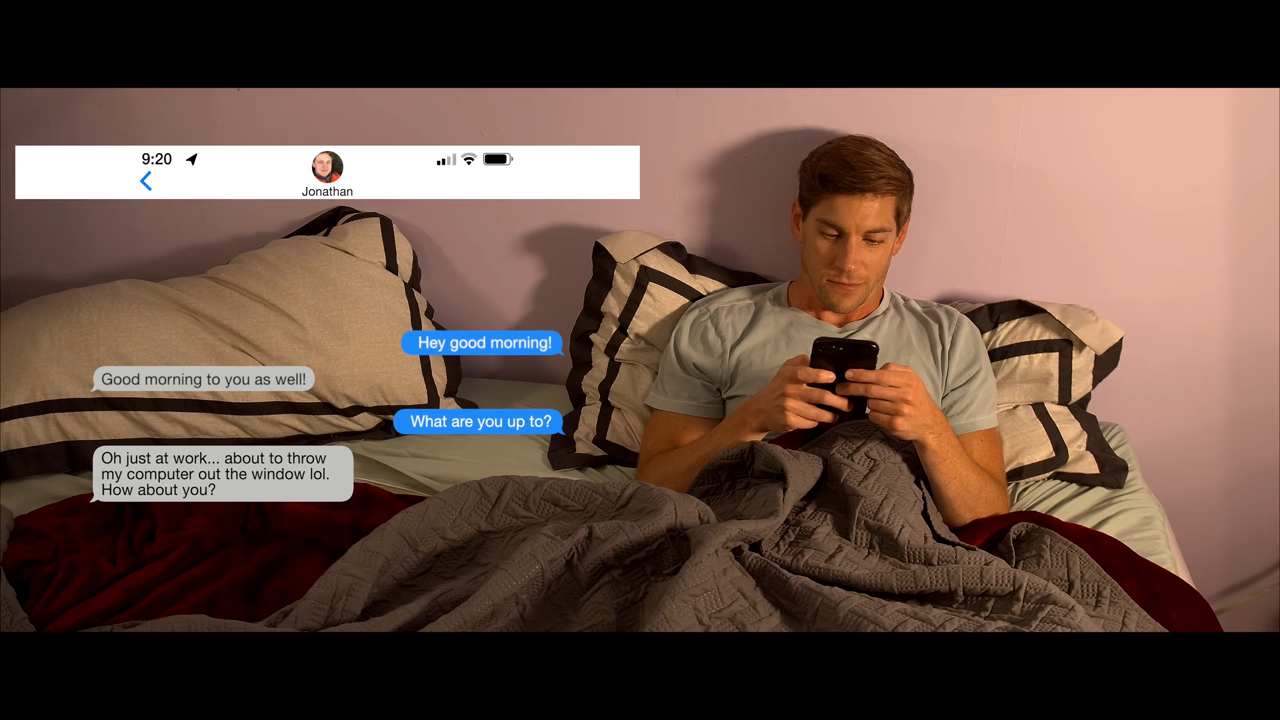 9:20
Jonathan
Hey good morning!
Good morning to you as well!
What are you up to?
Oh just at work... about to throw
my computer out the window lol.
How about you?